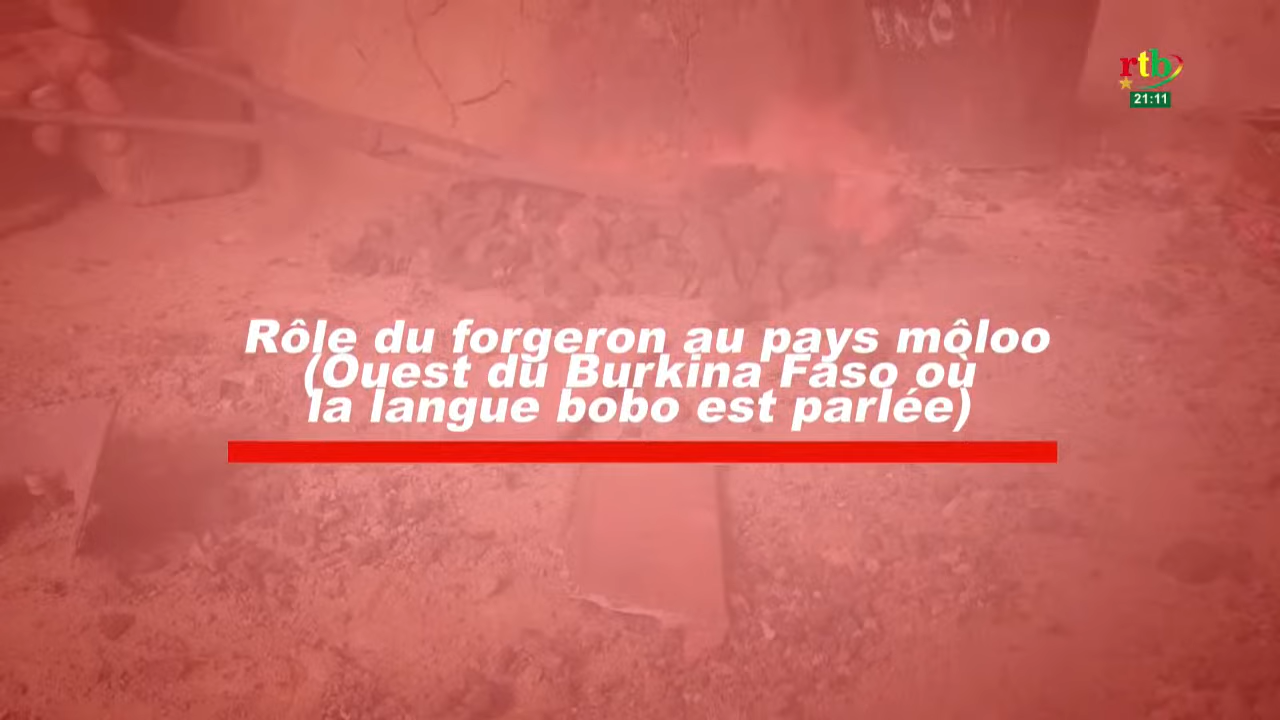 rtb
21:11
Rôle du forgeron au pays môloo
(Ouest du Burkina Faso où
la langue bobo est parlée)